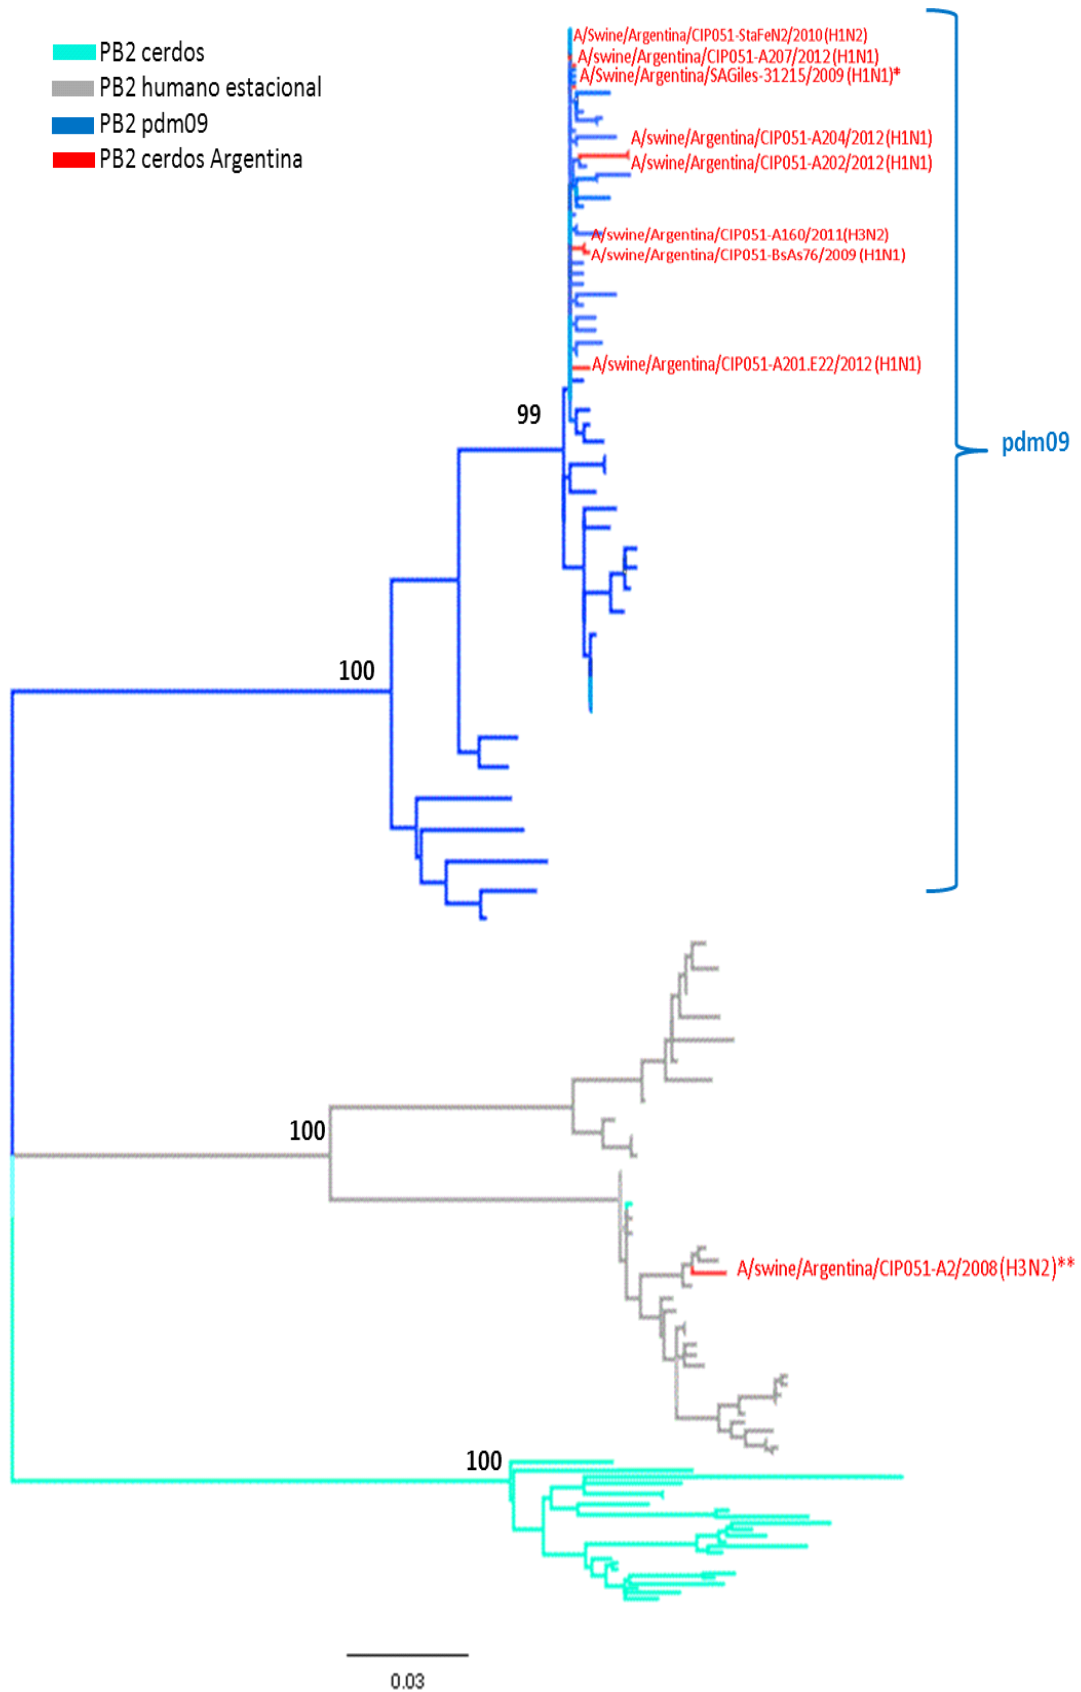 PB2 cerdos
PB2 humano estacional
PB2 pdm09
PB2 cerdos Argentina
A/Swine/Argentina/CIP051-StaFeN2/2010 (H1N2)
A/swine/Argentina/CIP051-A207/2012 (H1N1)
A/Swine/Argentina/SAGiles-31215/2009 (H1N1)*
A/swine/Argentina/CIP051-A204/2012 (H1N1)
A/swine/Argentina/CIP051-A202/2012 (H1N1)
A/swine/Argentina/CIP051-A160/2011(H3N2)
A/swine/Argentina/CIP051-BsAs76/2009 (H1N1)
A/swine/Argentina/CIP051-A201.E22/2012 (H1N1)
99
pdm09
100
100
A/swine/Argentina/CIP051-A2/2008 (H3N2)**
100
0.03